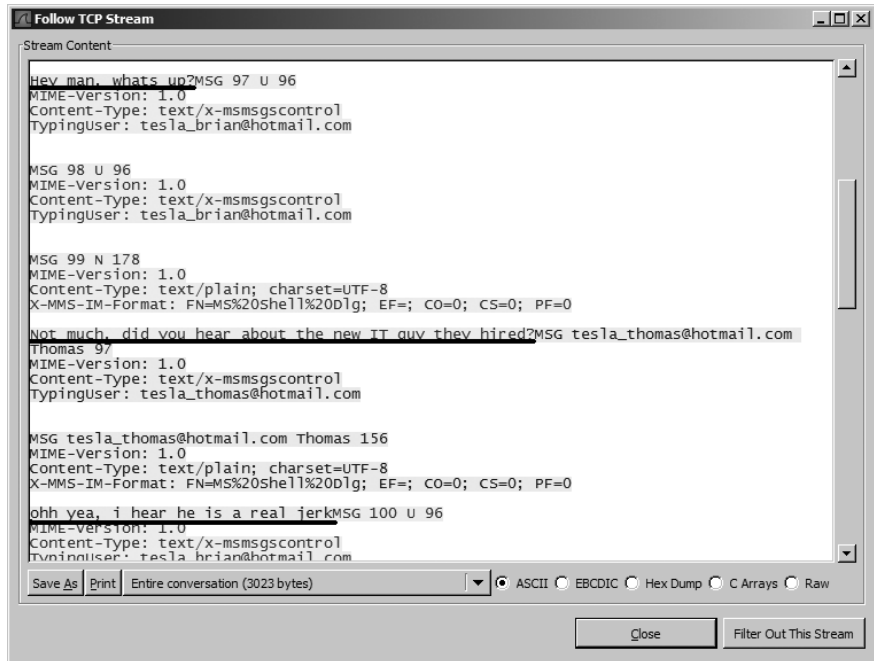 Follow TCP Stream
Stream Content
Hey man, whats up?MSG 97 U 96
MIME-Version: 1.0
Content-Type: text/x-msmsgscontrol
TypingUser: tesla_brian@hotmail.com
MSG 98 U 96
MIME-Version: 1.0
Content-Type: text/x-msmsgscontrol
TypingUser: tesla_brian@hotmail.com
MSG 99 N 178
MIME-Version: 1.0
Content-Type: text/plain; charset=UTF-8
X-MMS-IM-Format: FN=MS%20Shell%20Dlg; EF=; CO=0; CS=0; PF=0
Not much, did you hear about the new IT guy they hired?MSG tesla_thomas@hotmail.com
Thomas 97
MIME-Version: 1.0
Content-Type: text/x-msmsgscontrol
TypingUser: tesla_thomas@hotmail.com
MSG tesla_thomas@hotmail.com Thomas 156
MIME-Version: 1.0
Content-Type: text/plain; charset=UTF-8
X-MMS-IM-Format: FN=MS%20Shell%20Dlg; EF=; CO=0; CS=0; PF=0
ohh yea, i hear he is a real jerkMSG 100 U 96
MIME-Version: 1.0
Content-Type: text/x-msmsgscontrol
TypingUser: tesla_brian@hotmail.com
Save As Print Entire conversation (3023 bytes) ASCII EBCDIC Hex Dump C Arrays Raw
Close Filter Out This Stream